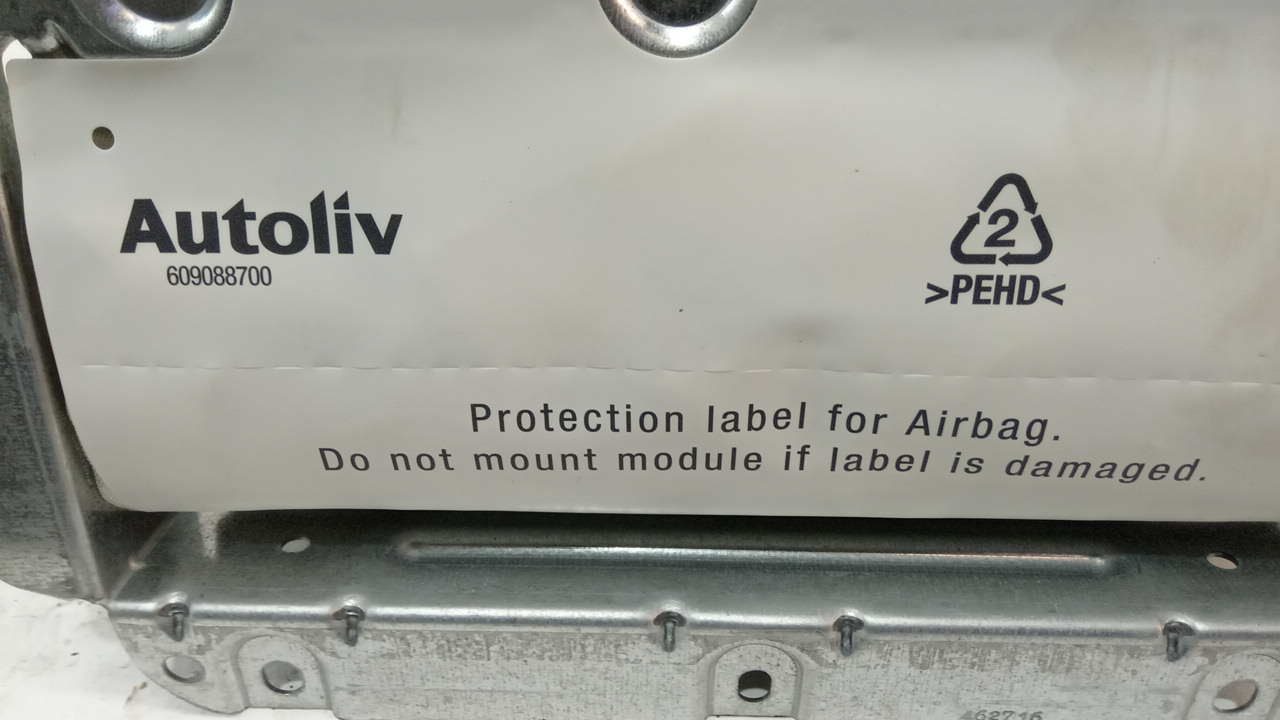 Autoliv
609088700
2
>PEHD<
Protection label for Airbag.
Do not mount module if label is damaged.